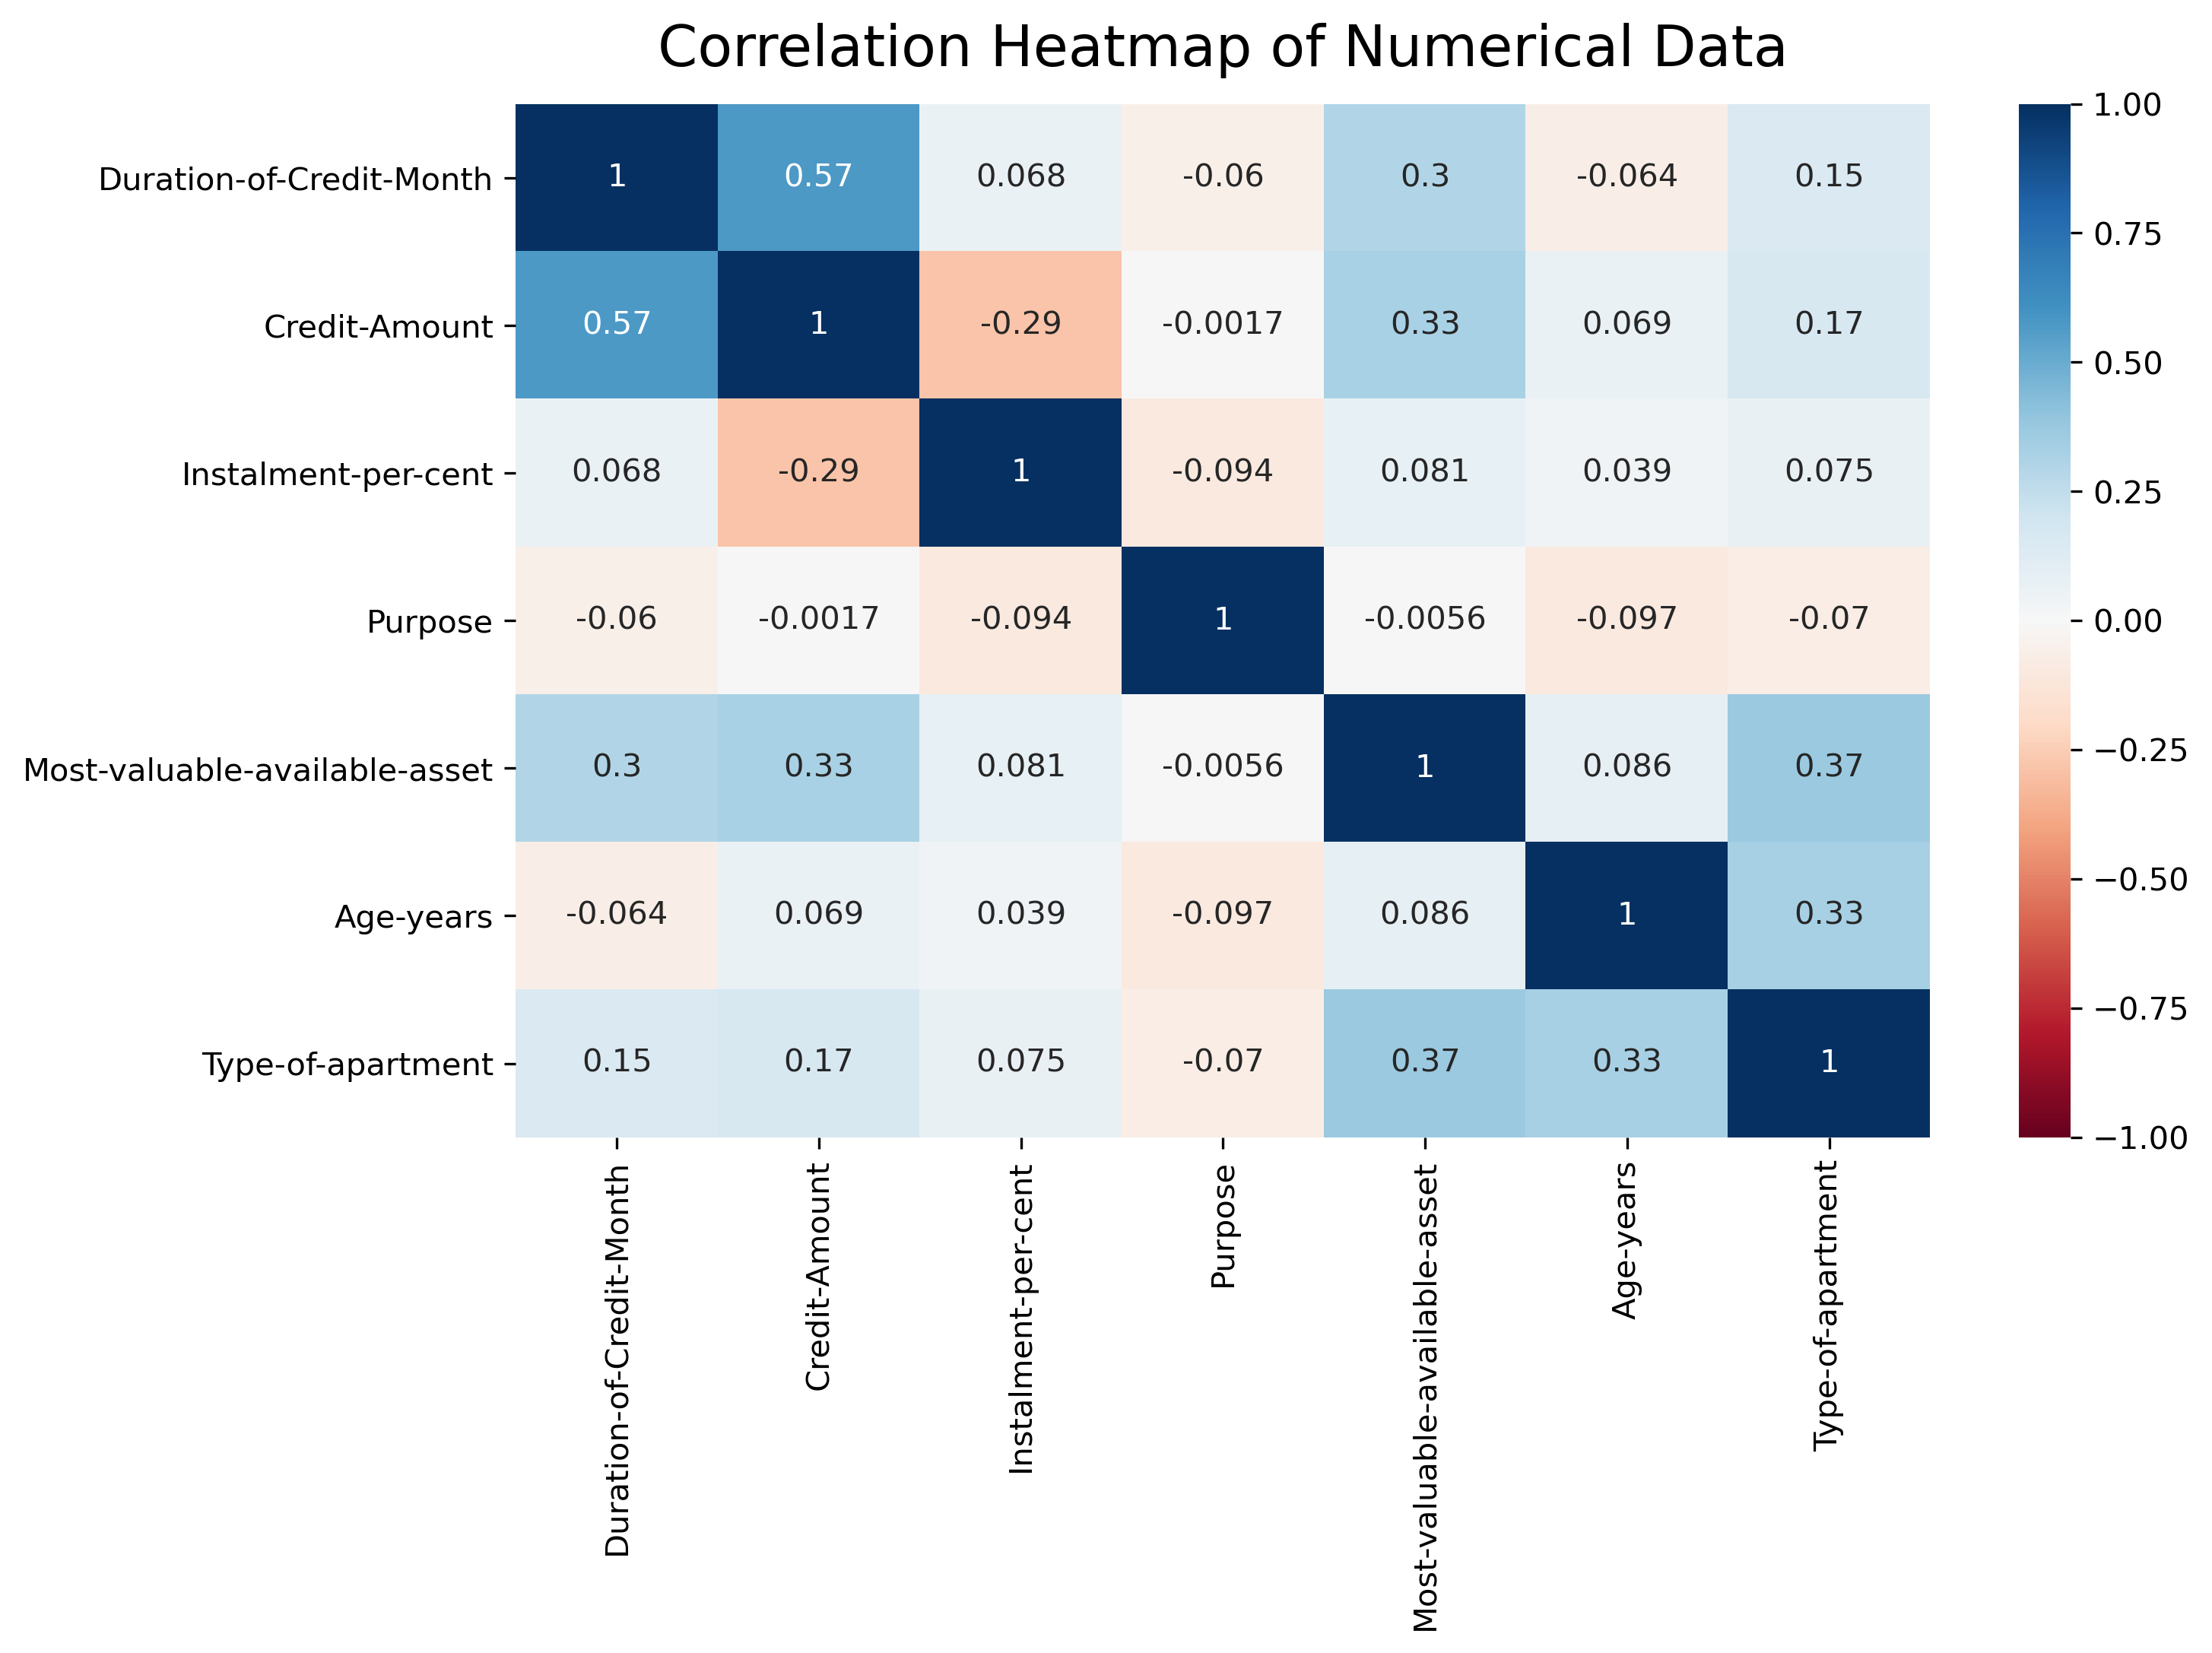 Correlation Heatmap of Numerical Data
Duration-of-Credit-Month 1 0.57 0.068 -0.06 0.3 -0.064 0.15
Credit-Amount 0.57 1 -0.29 -0.0017 0.33 0.069 0.17
Instalment-per-cent 0.068 -0.29 1 -0.094 0.081 0.039 0.075
Purpose -0.06 -0.0017 -0.094 1 -0.0056 -0.097 -0.07
Most-valuable-available-asset 0.3 0.33 0.081 -0.0056 1 0.086 0.37
Age-years -0.064 0.069 0.039 -0.097 0.086 1 0.33
Type-of-apartment 0.15 0.17 0.075 -0.07 0.37 0.33 1
Duration-of-Credit-Month
Credit-Amount
Instalment-per-cent
Purpose
Most-valuable-available-asset
Age-years
Type-of-apartment
1.00
0.75
0.50
0.25
0.00
−0.25
−0.50
−0.75
−1.00